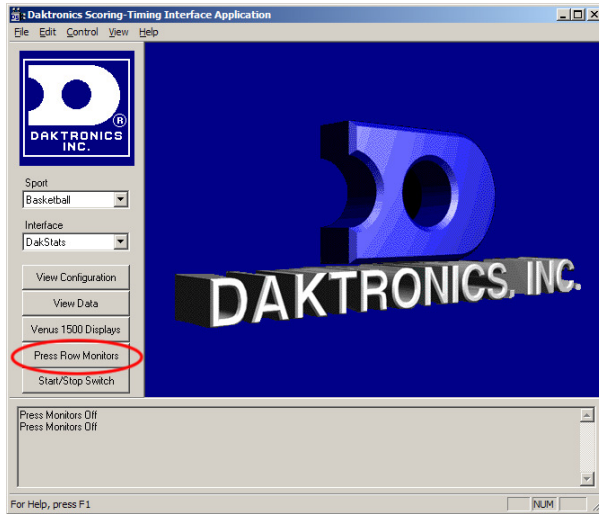 : Daktronics Scoring-Timing Interface Application
File Edit Control View Help
DAKTRONICS
INC.
®
Sport
Basketball
Interface
DakStats
View Configuration
View Data
Venus 1500 Displays
Press Row Monitors
Start/Stop Switch
DAKTRONICS, INC.
Press Monitors Off
Press Monitors Off
For Help, press F1
NUM